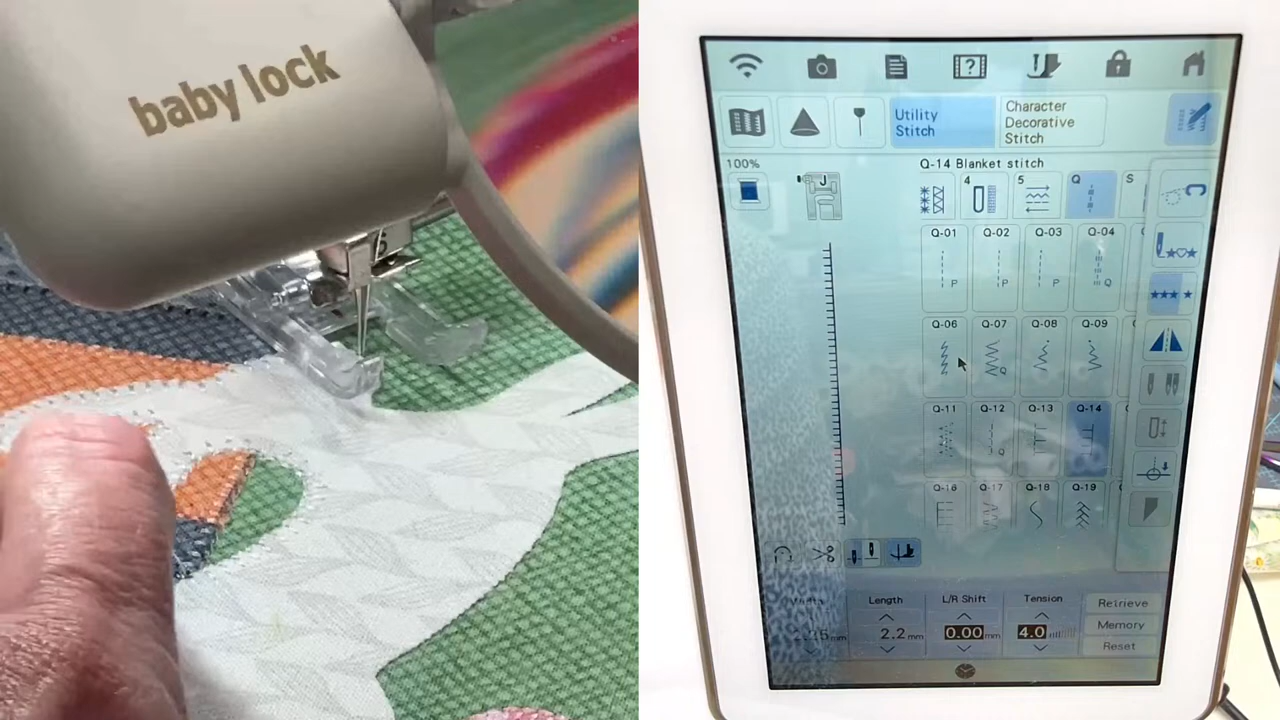 baby lock
Utility
Stitch
Character
Decorative
Stitch
100%
Q-14 Blanket stitch
J
4
5
Q
S
Q-01
Q-02
Q-03
Q-04
P
P
P
Q
Q-06
Q-07
Q-08
Q-09
Q
Q-11
Q-12
Q-13
Q-14
Q
Q-16
Q-17
Q-18
Q-19
Length
L/R Shift
Tension
2.2 mm
0.00 mm
4.0
Retrieve
Memory
Reset